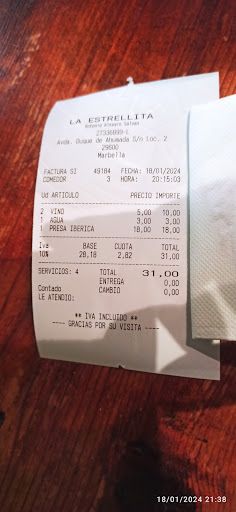 LA ESTRELLITA
Antonio Añasyro Galvez
27336099-L
Avda. Duque de Ahumada S/n Loc. 2
29600
Marbella
FACTURA SI 49184 FECHA: 18/01/2024
COMEDOR 3 HORA: 20:15:03
Ud ARTICULO PRECIO IMPORTE
2 VINO 5,00 10,00
1 AGUA 3,00 3,00
1 PRESA IBERICA 18,00 18,00
Iva BASE CUOTA TOTAL
10% 28,18 2,82 31,00
SERVICIOS: 4 TOTAL 31,00
ENTREGA 0,00
Contado CAMBIO 0,00
LE ATENDIO:
** IVA INCLUIDO **
---- GRACIAS POR SU VISITA ----
18/01/2024 21:38